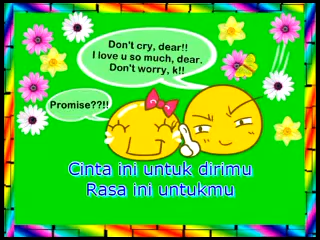 Don't cry, dear!!
I love u so much, dear.
Don't worry, k!!
Promise??!!
Cinta ini untuk dirimu
Rasa ini untukmu